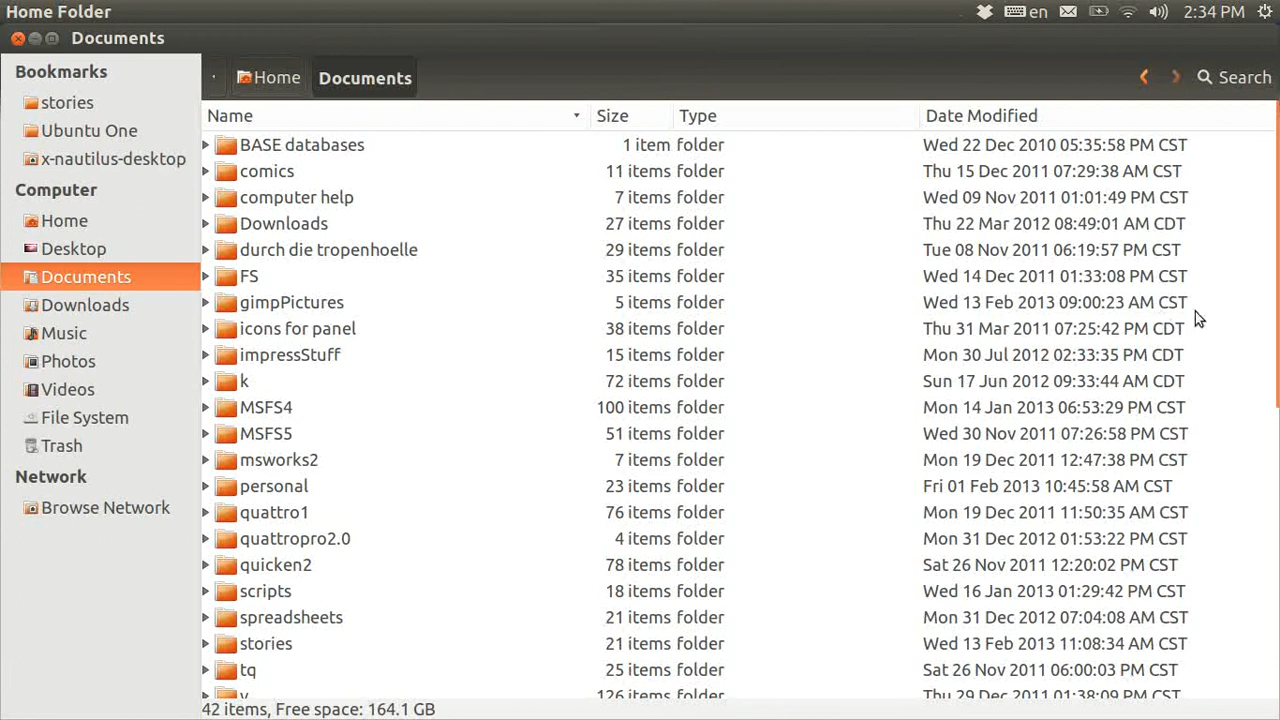 Home Folder en 2:34 PM
Documents
Bookmarks
stories
Ubuntu One
x-nautilus-desktop
Computer
Home
Desktop
Documents
Downloads
Music
Photos
Videos
File System
Trash
Network
Browse Network
Home Documents Search
Name Size Type Date Modified
BASE databases 1 item folder Wed 22 Dec 2010 05:35:58 PM CST
comics 11 items folder Thu 15 Dec 2011 07:29:38 AM CST
computer help 7 items folder Wed 09 Nov 2011 01:01:49 PM CST
Downloads 27 items folder Thu 22 Mar 2012 08:49:01 AM CDT
durch die tropenhoelle 29 items folder Tue 08 Nov 2011 06:19:57 PM CST
FS 35 items folder Wed 14 Dec 2011 01:33:08 PM CST
gimpPictures 5 items folder Wed 13 Feb 2013 09:00:23 AM CST
icons for panel 38 items folder Thu 31 Mar 2011 07:25:42 PM CDT
impressStuff 15 items folder Mon 30 Jul 2012 02:33:35 PM CDT
k 72 items folder Sun 17 Jun 2012 09:33:44 AM CDT
MSFS4 100 items folder Mon 14 Jan 2013 06:53:29 PM CST
MSFS5 51 items folder Wed 30 Nov 2011 07:26:58 PM CST
msworks2 7 items folder Mon 19 Dec 2011 12:47:38 PM CST
personal 23 items folder Fri 01 Feb 2013 10:45:58 AM CST
quattro1 76 items folder Mon 19 Dec 2011 11:50:35 AM CST
quattropro2.0 4 items folder Mon 31 Dec 2012 01:53:22 PM CST
quicken2 78 items folder Sat 26 Nov 2011 12:20:02 PM CST
scripts 18 items folder Wed 16 Jan 2013 01:29:42 PM CST
spreadsheets 21 items folder Mon 31 Dec 2012 07:04:08 AM CST
stories 21 items folder Wed 13 Feb 2013 11:08:34 AM CST
tq 25 items folder Sat 26 Nov 2011 06:00:03 PM CST
126 items folder Thu 29 Dec 2011 01:38:09 PM CST
42 items, Free space: 164.1 GB